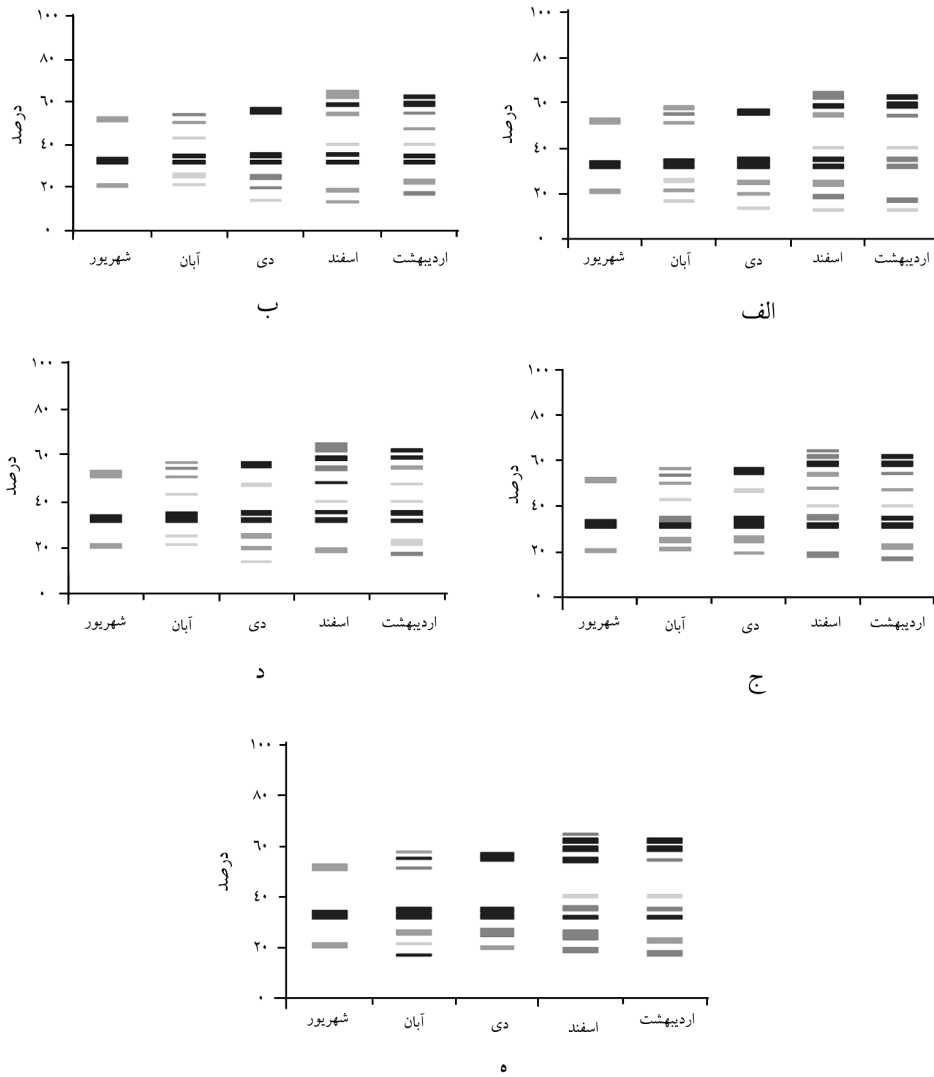 ۱۰۰
۸۰
۶۰
۴۰
۲۰
۰
درصد
شهریور آبان دی اسفند اردیبهشت
الف
۱۰۰
۸۰
۶۰
۴۰
۲۰
۰
درصد
شهریور آبان دی اسفند اردیبهشت
ب
۱۰۰
۸۰
۶۰
۴۰
۲۰
۰
درصد
شهریور آبان دی اسفند اردیبهشت
ج
۱۰۰
۸۰
۶۰
۴۰
۲۰
۰
درصد
شهریور آبان دی اسفند اردیبهشت
د
۱۰۰
۸۰
۶۰
۴۰
۲۰
۰
درصد
شهریور آبان دی اسفند اردیبهشت
ه